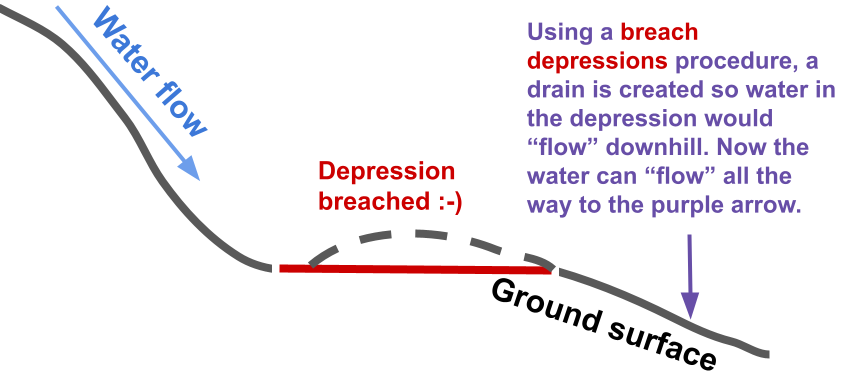 Water flow
Using a breach
depressions procedure, a
drain is created so water in
the depression would
“flow” downhill. Now the
water can “flow” all the
way to the purple arrow.
Depression
breached :-)
Ground surface